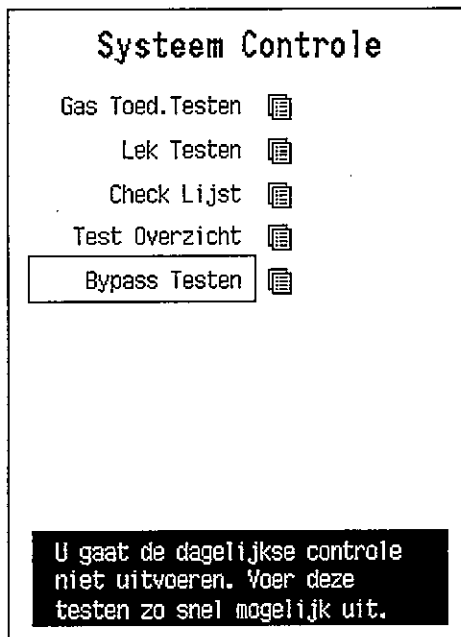 Systeem Controle
Gas Toed.Testen
Lek Testen
Check Lijst
Test Overzicht
Bypass Testen
U gaat de dagelijkse controle
niet uitvoeren. Voer deze
testen zo snel mogelijk uit.